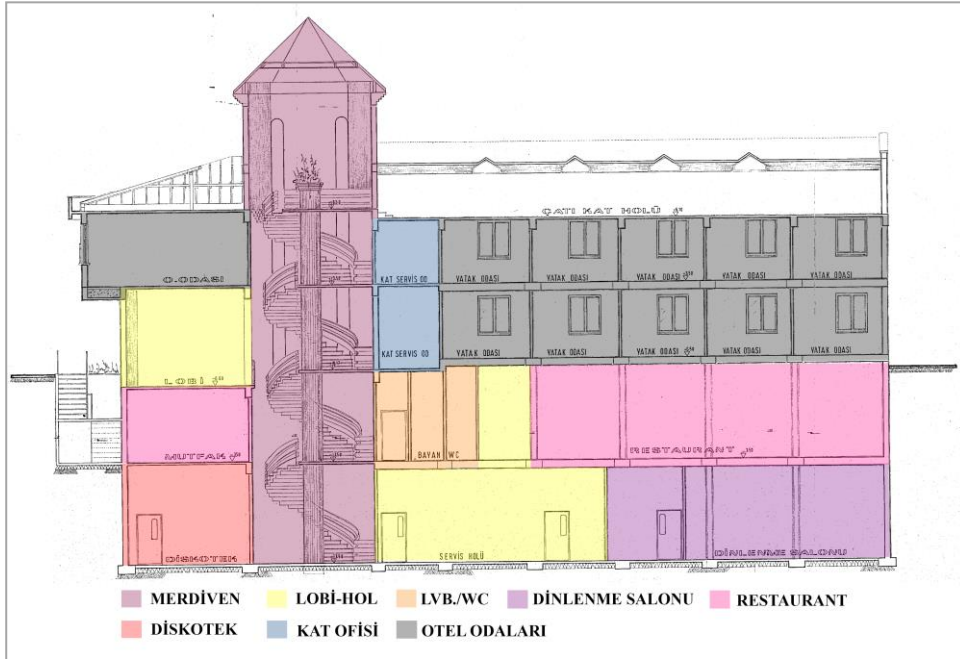 ÇATI KAT HOLÜ
O.ODASI
KAT SERVİS OD
YATAK ODASI
YATAK ODASI
YATAK ODASI
YATAK ODASI
YATAK ODASI
KAT SERVİS OD
YATAK ODASI
YATAK ODASI
YATAK ODASI
YATAK ODASI
YATAK ODASI
LOBİ
MUTFAK
BAYAN WC
RESTAURANT
DİSKOTEK
SERVİS HOLÜ
DİNLENME SALONU
MERDİVEN
LOBİ-HOL
LVB./WC
DİNLENME SALONU
RESTAURANT
DİSKOTEK
KAT OFİSİ
OTEL ODALARI